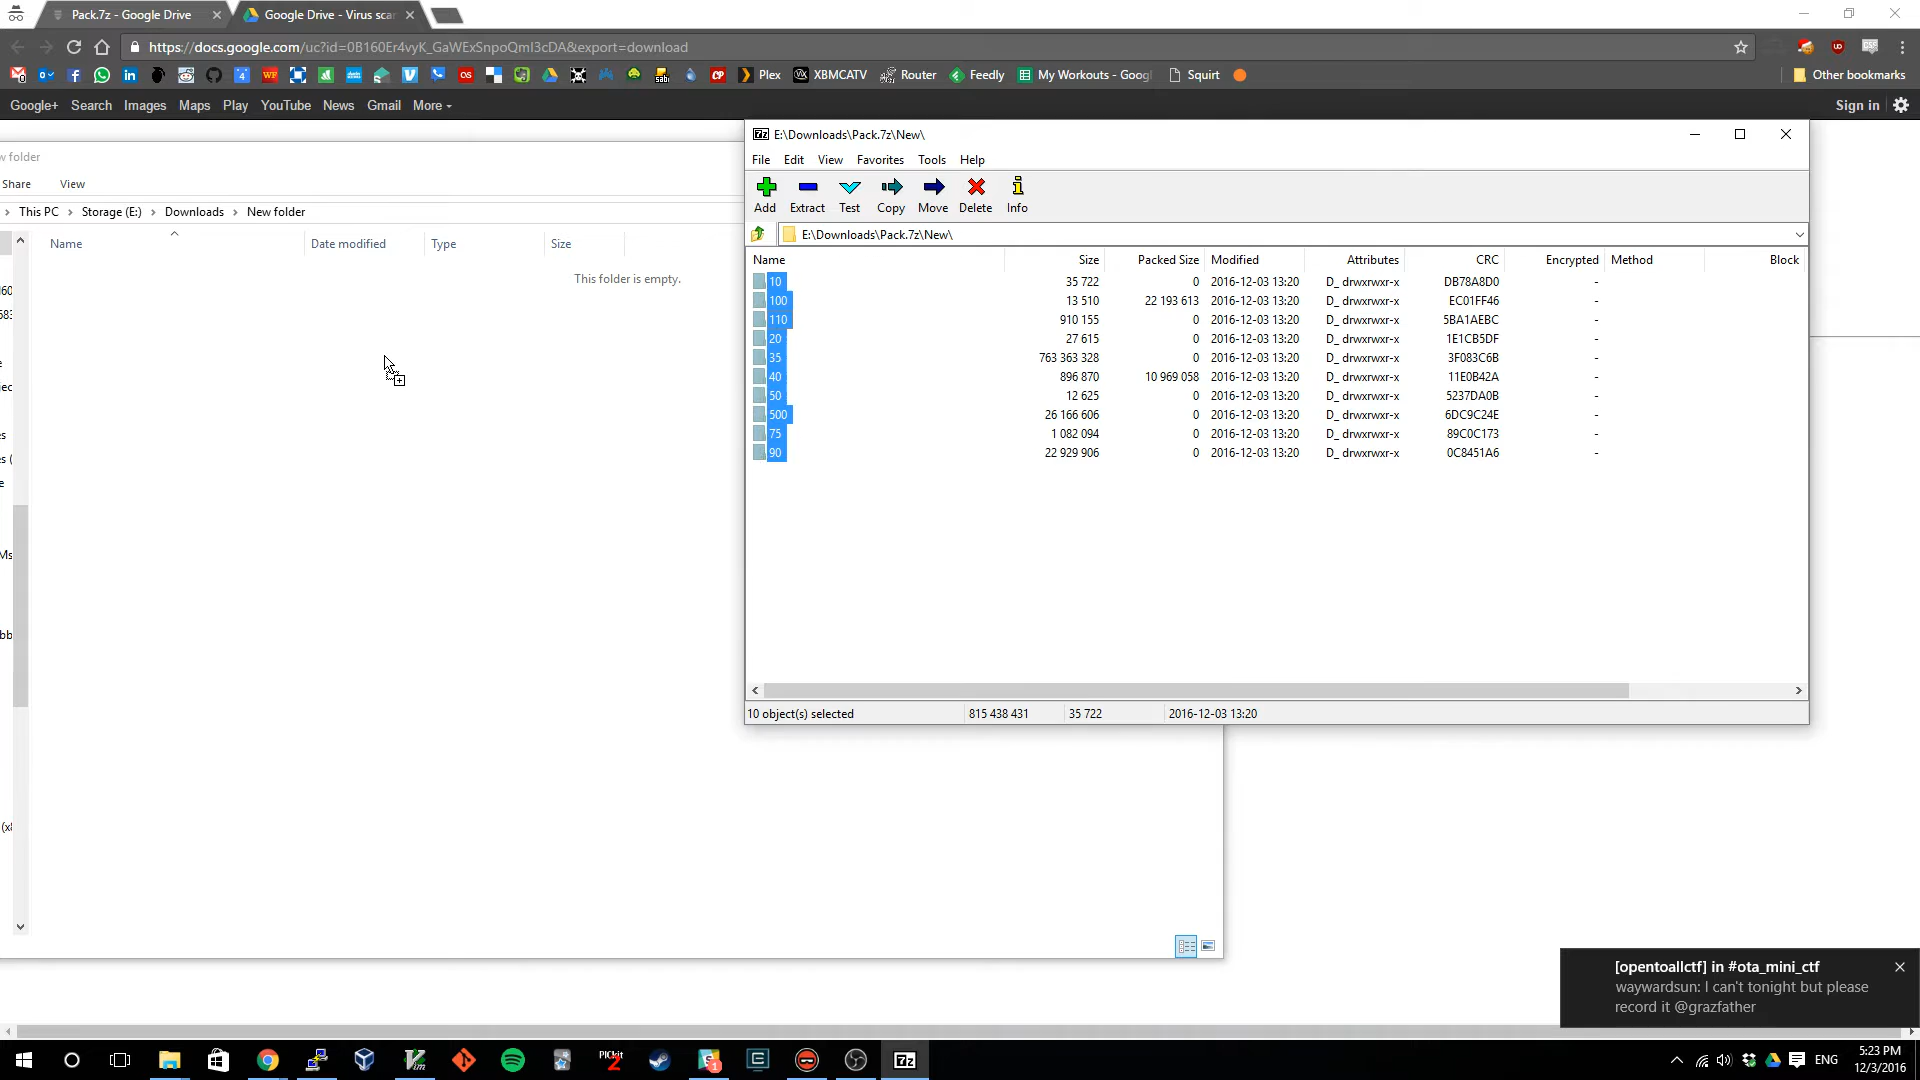 Pack.7z - Google Drive
Google Drive - Virus scan
https://docs.google.com/uc?id=0B160Er4vyK_GaWExSnpoQmI3cDA&export=download
Plex XBMCATV Router Feedly My Workouts - Googl Squirt Other bookmarks
Google+ Search Images Maps Play YouTube News Gmail More Sign in
w folder
Share View
This PC Storage (E:) Downloads New folder
Name Date modified Type Size
This folder is empty.
E:\Downloads\Pack.7z\New\
File Edit View Favorites Tools Help
Add Extract Test Copy Move Delete Info
E:\Downloads\Pack.7z\New\
Name Size Packed Size Modified Attributes CRC Encrypted Method Block
10 35 722 0 2016-12-03 13:20 D_ drwxrwxr-x DB78A8D0 -
100 13 510 22 193 613 2016-12-03 13:20 D_ drwxrwxr-x EC01FF46 -
110 910 155 0 2016-12-03 13:20 D_ drwxrwxr-x 5BA1AEBC -
20 27 615 0 2016-12-03 13:20 D_ drwxrwxr-x 1E1CB5DF -
35 763 363 328 0 2016-12-03 13:20 D_ drwxrwxr-x 3F083C6B -
40 896 870 10 969 058 2016-12-03 13:20 D_ drwxrwxr-x 11E0B42A -
50 12 625 0 2016-12-03 13:20 D_ drwxrwxr-x 5237DA0B -
500 26 166 606 0 2016-12-03 13:20 D_ drwxrwxr-x 6DC9C24E -
75 1 082 094 0 2016-12-03 13:20 D_ drwxrwxr-x 89C0C173 -
90 22 929 906 0 2016-12-03 13:20 D_ drwxrwxr-x 0C8451A6 -
10 object(s) selected 815 438 431 35 722 2016-12-03 13:20
[opentoallctf] in #ota_mini_ctf
waywardsun: I can't tonight but please
record it @grazfather
ENG
5:23 PM
12/3/2016